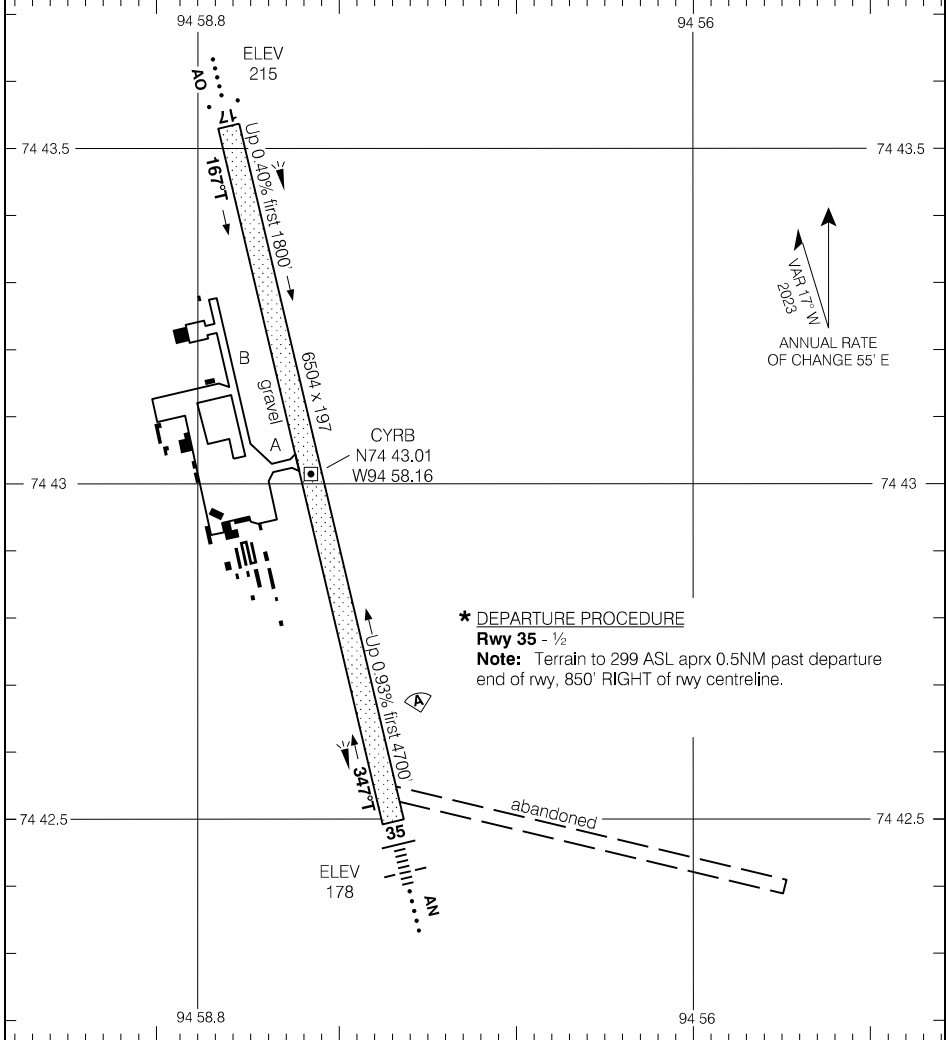 94 58.8
94 56
ELEV
215
AO
17
74 43.5
74 43.5
167°T
Up 0.40% first 1800'
VAR 17° W
2023
ANNUAL RATE
OF CHANGE 55' E
B
gravel
6504 x 197
A
CYRB
N74 43.01
W94 58.16
74 43
74 43
* DEPARTURE PROCEDURE
Rwy 35 - ½
Note: Terrain to 299 ASL aprx 0.5NM past departure
end of rwy, 850' RIGHT of rwy centreline.
Up 0.93% first 4700'
A
347°T
abandoned
74 42.5
74 42.5
35
ELEV
178
AN
94 58.8
94 56